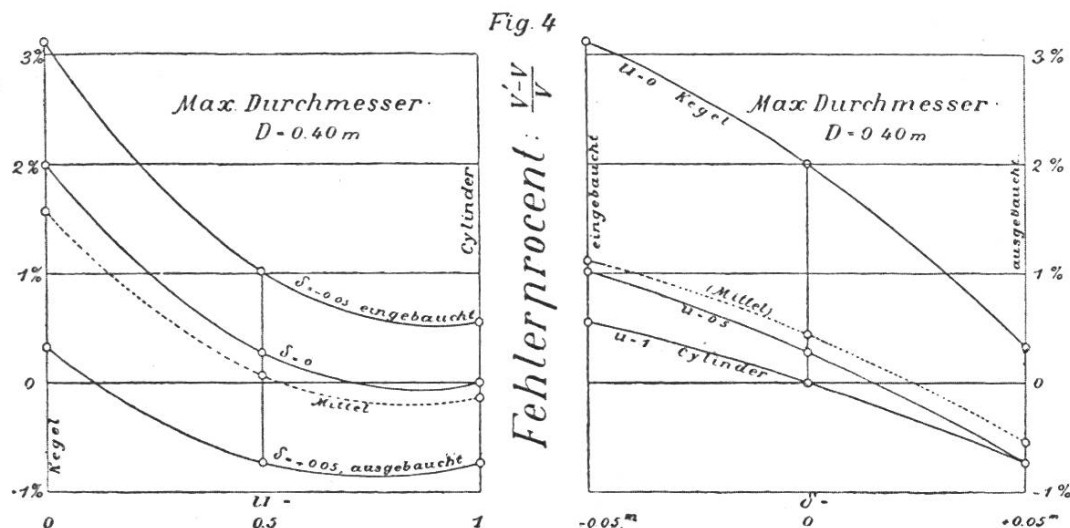 Fig. 4
3%
Max. Durchmesser
D = 0.40 m
2%
Cylinder
1%
δ = -0.05 eingebaucht
δ = 0
0
Mittel
Kegel
δ = +0.05, ausgebaucht
-1%
u -
0
0.5
1
Fehlerprocent: V'-V
V
3%
u = 0 Kegel
Max. Durchmesser
D = 0.40 m
2%
eingebaucht
ausgebaucht
1%
(Mittel)
u = 0.5
u = 1 Cylinder
0
-1%
δ -
-0.05 m
0
+0.05 m